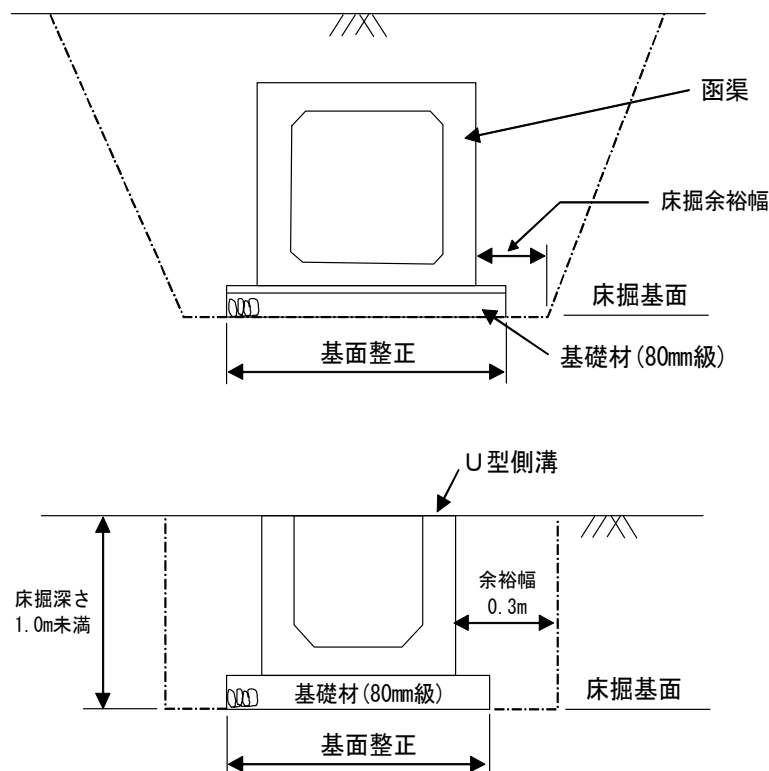 函渠
床掘余裕幅
床掘基面
基面整正
基礎材(80mm級)
U型側溝
床掘深さ
1.0m未満
余裕幅
0.3m
基礎材(80mm級)
床掘基面
基面整正